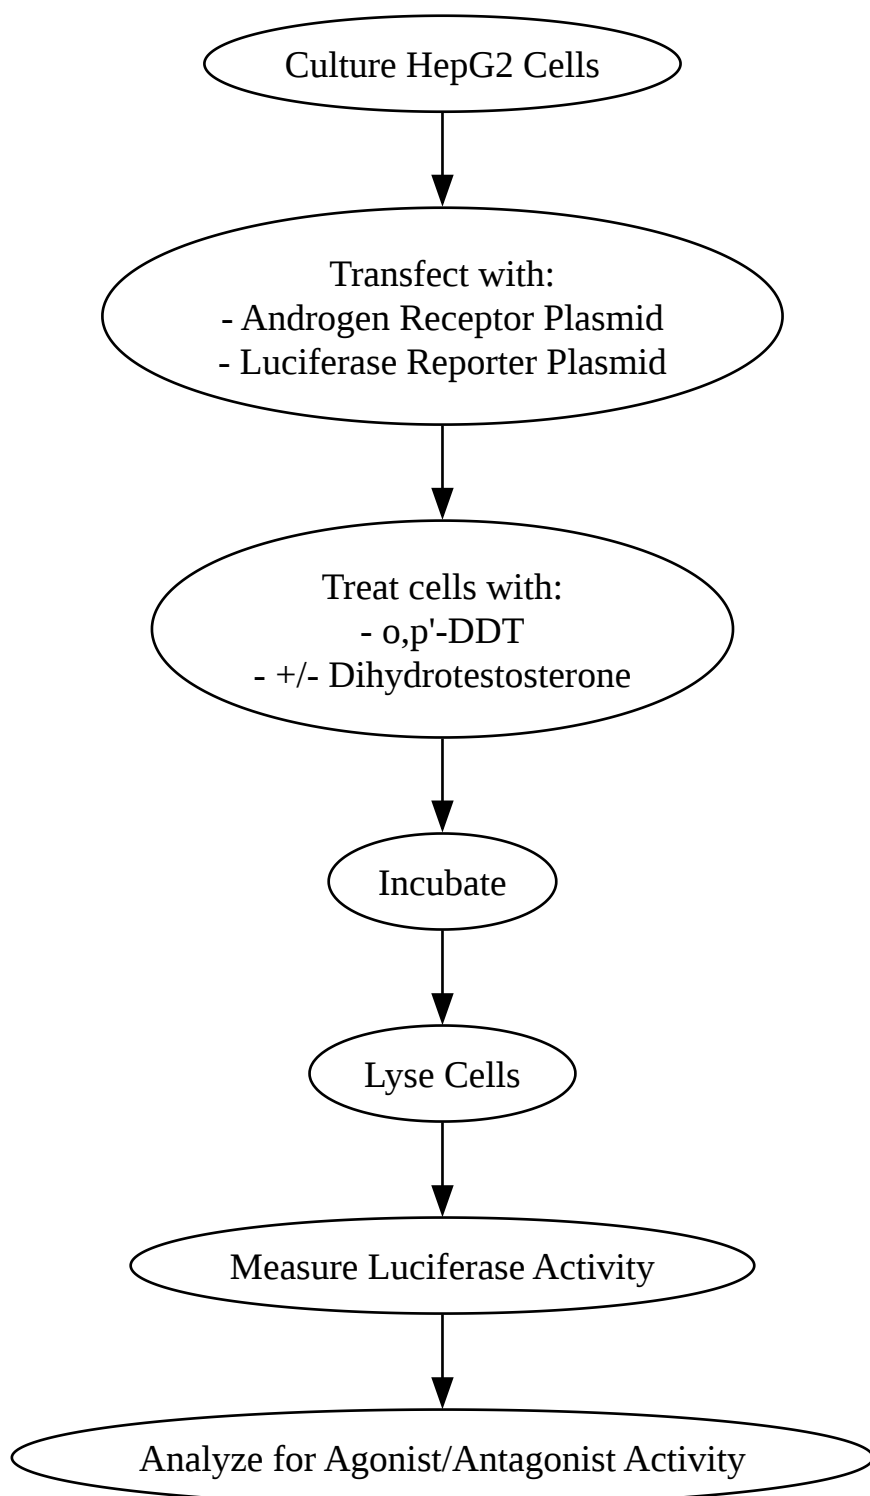 Culture HepG2 Cells
Transfect with:
- Androgen Receptor Plasmid
- Luciferase Reporter Plasmid
Treat cells with:
- o,p'-DDT
- +/- Dihydrotestosterone
Incubate
Lyse Cells
Measure Luciferase Activity
Analyze for Agonist/Antagonist Activity